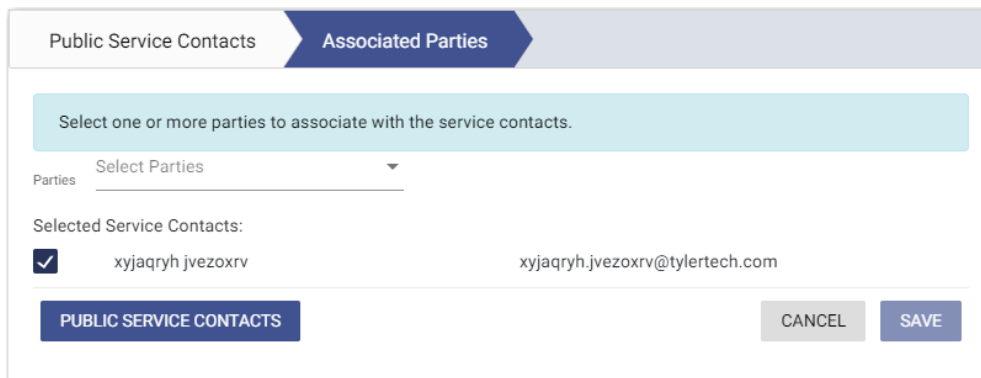 Public Service Contacts
Associated Parties
Select one or more parties to associate with the service contacts.
Parties Select Parties
Selected Service Contacts:
xyjaqryh jvezoxrv xyjaqryh.jvezoxrv@tylertech.com
PUBLIC SERVICE CONTACTS CANCEL SAVE